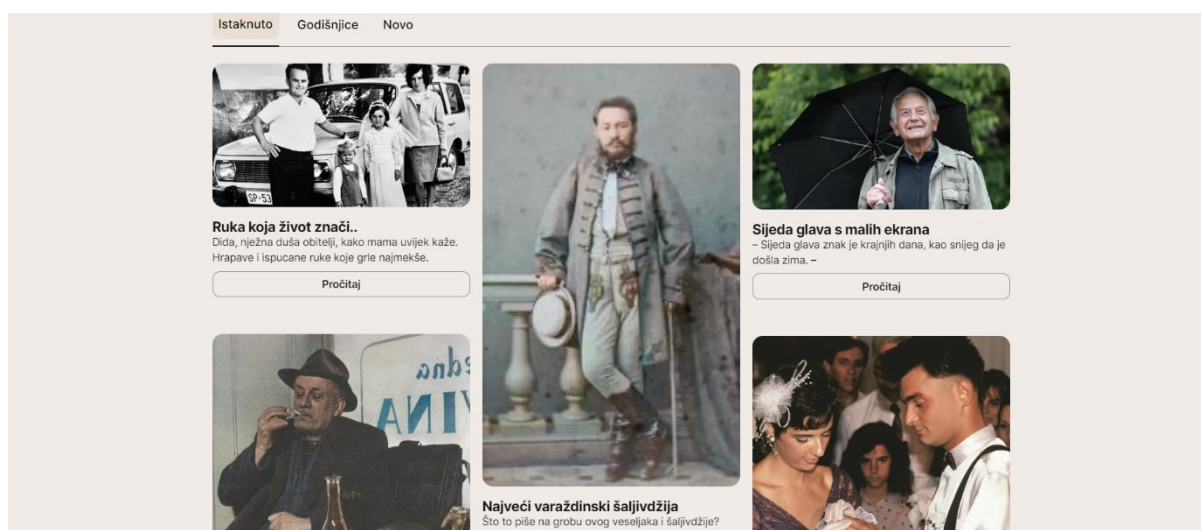 Istaknuto Godišnjice Novo
SP-53
Ruka koja život znači..
Dida, nježna duša obitelji, kako mama uvijek kaže.
Hrapave i ispucane ruke koje grle najmekše.
Pročitaj
Najveći varaždinski šaljivdžija
Što to piše na grobu ovog veseljaka i šaljivdžije?
Sijeda glava s malih ekrana
– Sijeda glava znak je krajnjih dana, kao snijeg da je
došla zima. –
Pročitaj